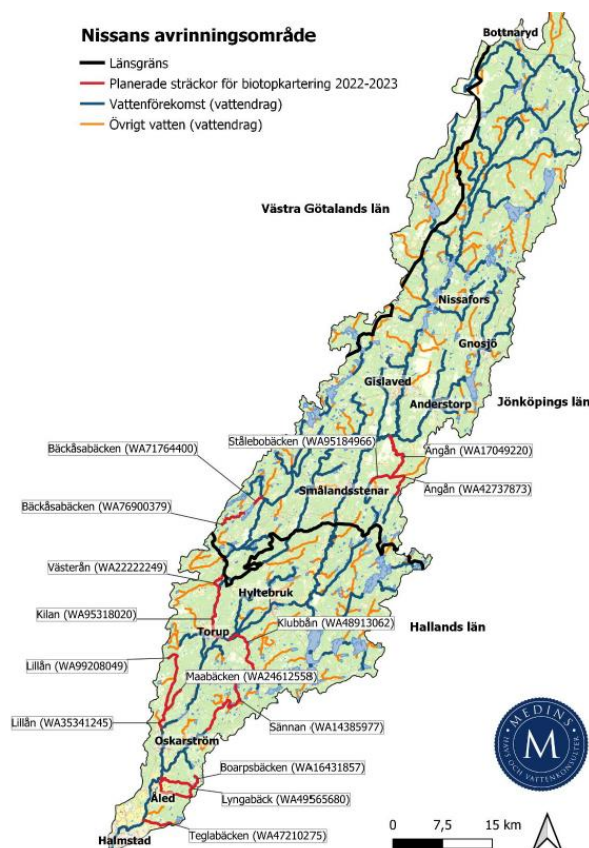 Nissans avrinningsområde
Länsgräns
Planerade sträckor för biotopkartering 2022-2023
Vattenförekomst (vattendrag)
Övrigt vatten (vattendrag)
Bottnaryd
Västra Götalands län
Nissafors
Gnosjö
Gislaved
Anderstorp
Jönköpings län
Stålebobäcken (WA95184966)
Bäckåsabäcken (WA71764400)
Ängån (WA17049220)
Smålandsstenar
Ängån (WA42737873)
Bäckåsabäcken (WA76900379)
Västerån (WA22222249)
Hyltebruk
Kilan (WA95318020)
Klubbån (WA48913062)
Hallands län
Torup
Lillån (WA99208049)
Maabäcken (WA24612558)
Lillån (WA35341245)
Sännan (WA14385977)
Oskarström
MEDINS
M
HAVS OCH VATTENKONSULTER
Boarpsbäcken (WA16431857)
Åled
Lyngabäck (WA49565680)
Teglabäcken (WA47210275)
Halmstad
0 7,5 15 km